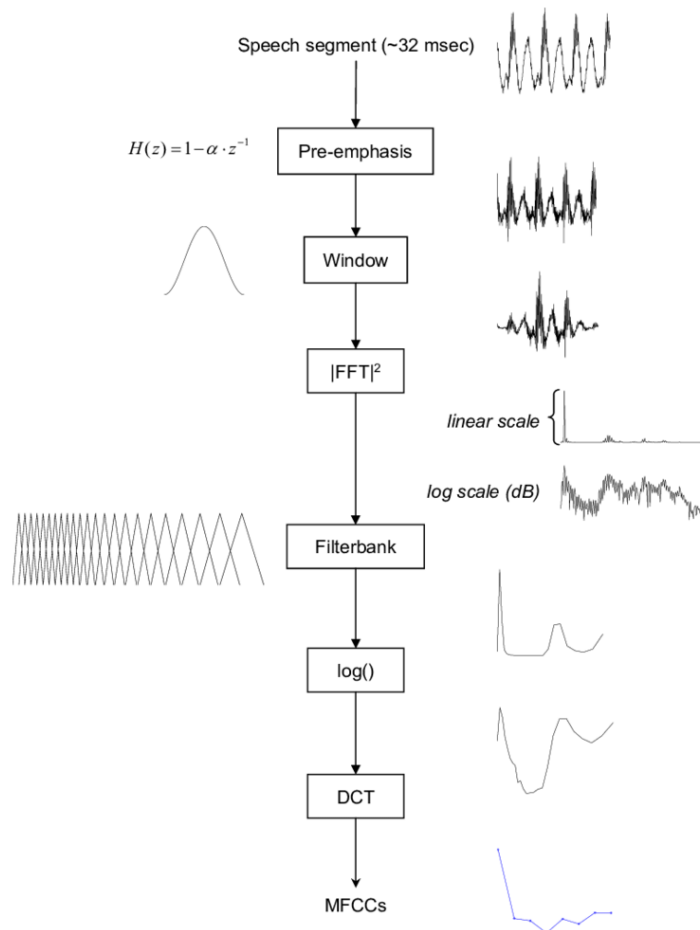 Speech segment (~32 msec)
H(z) = 1 − α · z⁻¹
Pre-emphasis
Window
|FFT|²
linear scale
log scale (dB)
Filterbank
log()
DCT
MFCCs